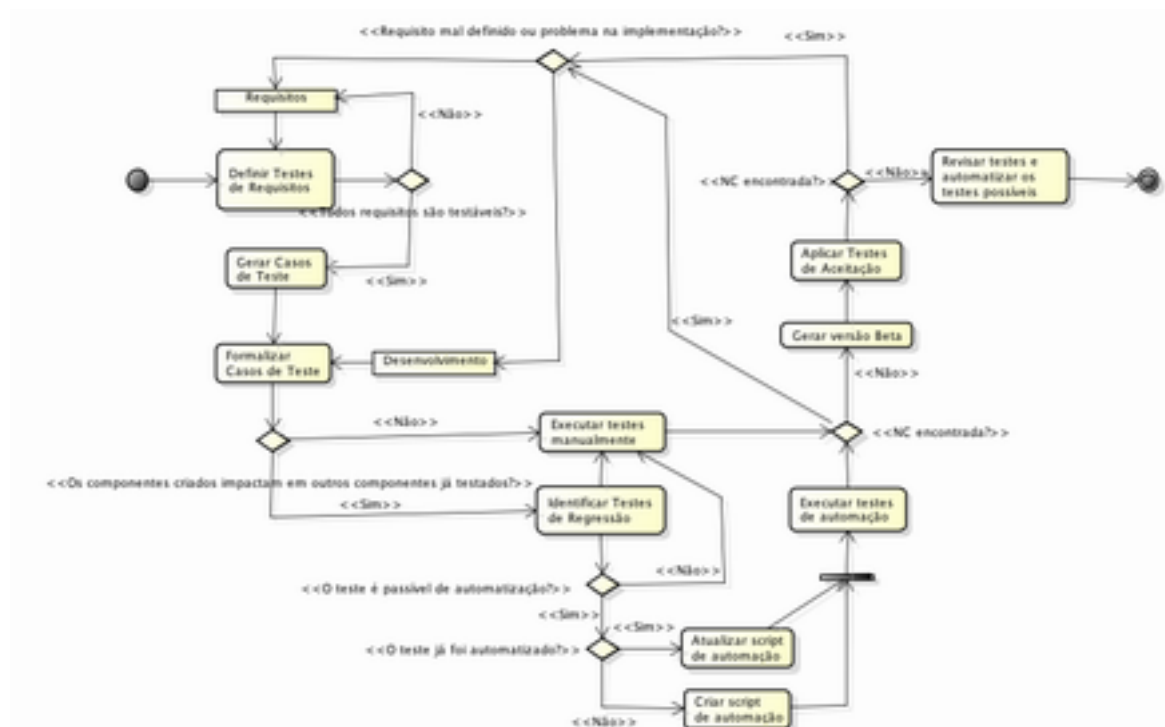 <<Requisito mal definido ou problema na implementação?>>
<<Sim>>
Requisitos
<<Não>>
Definir Testes
de Requisitos
<<Todos requisitos são testáveis?>>
<<NC encontrada?>>
<<Não>>
Revisar testes e
automatizar os
testes possíveis
Gerar Casos
de Teste
<<Sim>>
Aplicar Testes
de Aceitação
<<Sim>>
Gerar versão Beta
Formalizar
Casos de Teste
Desenvolvimento
<<Não>>
<<Não>>
Executar testes
manualmente
<<NC encontrada?>>
<<Os componentes criados impactam em outros componentes já testados?>>
<<Sim>>
Identificar Testes
de Regressão
Executar testes
de automação
<<O teste é passível de automatização?>>
<<Não>>
<<Sim>>
<<Sim>>
<<O teste já foi automatizado?>>
Atualizar script
de automação
Criar script
de automação
<<Não>>